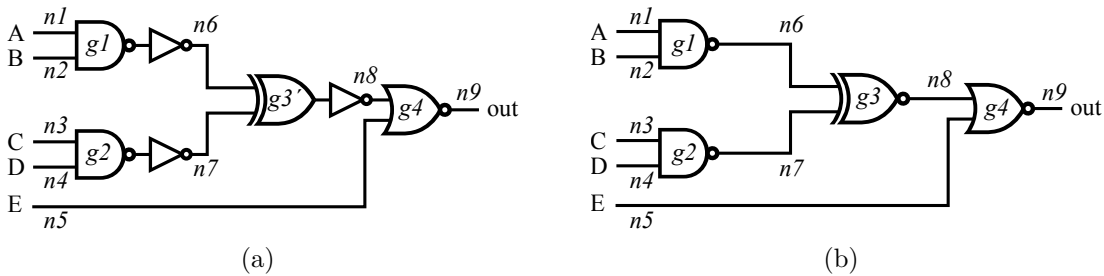 n1 n6 n1 n6
A A
g1 g1
B B
n2 n8 n9 n2 n8 n9
g3´ g4 out g3 g4 out
n3 n3
C C
g2 g2
D D
n4 n7 n4 n7
E E
n5 n5
(a) (b)